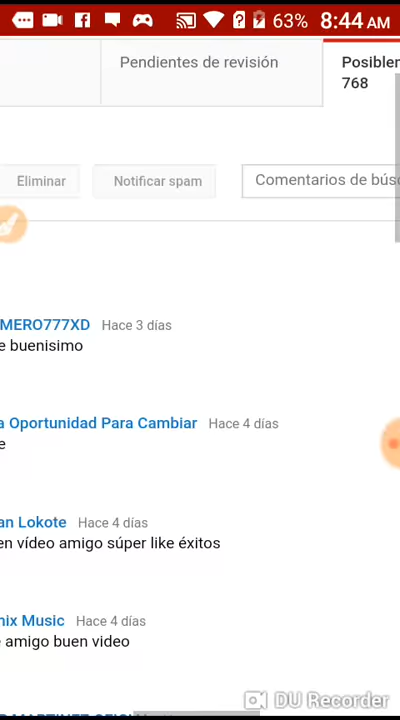 63% 8:44 AM
Pendientes de revisión
Posibler
768
Eliminar
Notificar spam
Comentarios de bús
MERO777XD Hace 3 días
e buenisimo
a Oportunidad Para Cambiar Hace 4 días
e
an Lokote Hace 4 días
en vídeo amigo súper like éxitos
nix Music Hace 4 días
e amigo buen video
DU Recorder